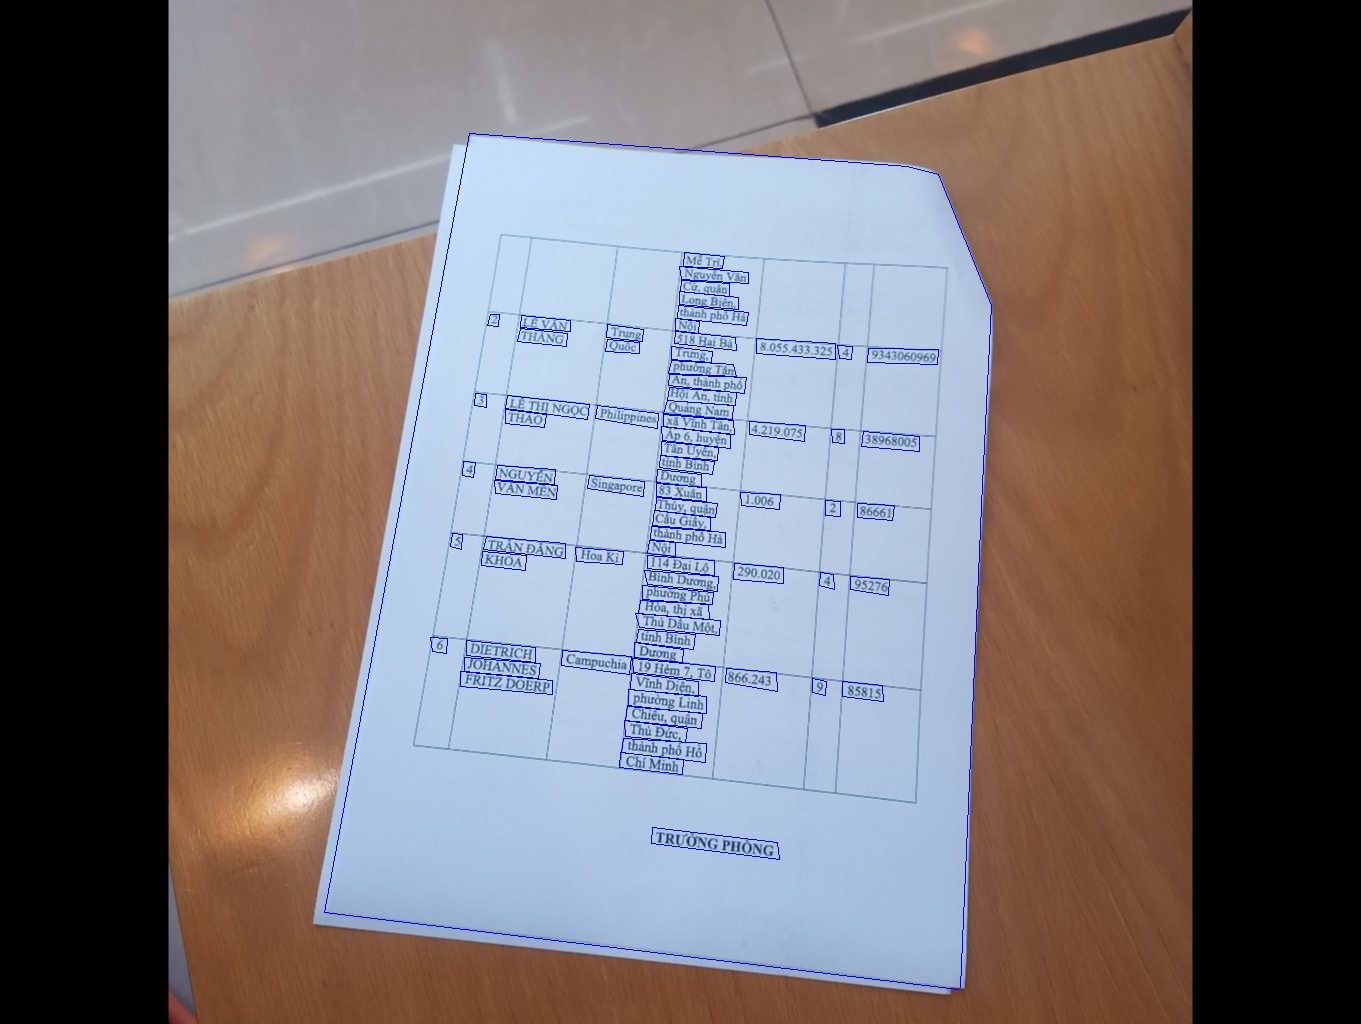 Mễ Trì
Nguyễn Văn
Cừ, quận
Long Biên,
thành phố Hà
Nội
2 LÊ VĂN THẮNG Trung Quốc 518 Hai Bà 8.055.433.325 4 9343060969
Trưng,
phường Tân
An, thành phố
Hội An, tỉnh
Quảng Nam
3 LÊ THỊ NGỌC THẢO Philippines xã Vĩnh Tân, 4.219.075 8 38968005
Ấp 6, huyện
Tân Uyên,
tỉnh Bình
Dương
4 NGUYỄN VĂN MẾN Singapore 83 Xuân 1.006 2 86661
Thủy, quận
Cầu Giấy,
thành phố Hà
Nội
5 TRẦN ĐĂNG KHOA Hoa Kì 114 Đại Lộ 290.020 4 95276
Bình Dương,
phường Phú
Hòa, thị xã
Thủ Dầu Một,
tỉnh Bình
Dương
6 DIETRICH JOHANNES FRITZ DOERP Campuchia 19 Hẻm 7, Tô 866.243 9 85815
Vĩnh Diện,
phường Linh
Chiểu, quận
Thủ Đức,
thành phố Hồ
Chí Minh
TRƯỞNG PHÒNG